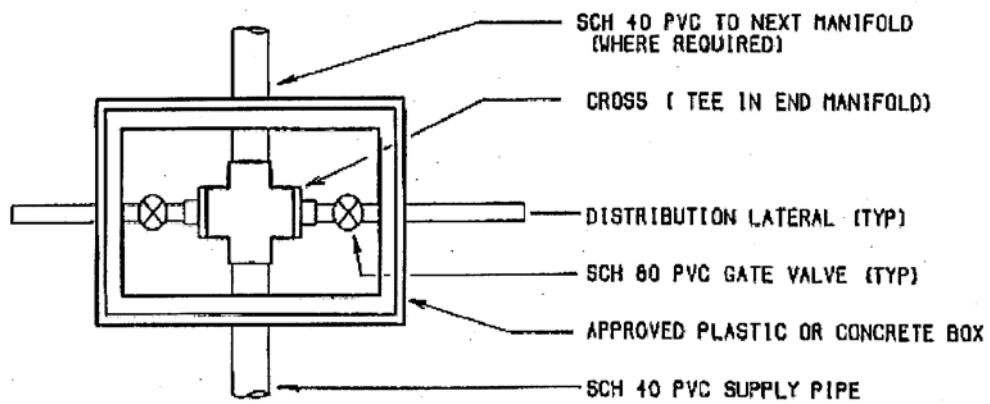 SCH 40 PVC TO NEXT MANIFOLD
(WHERE REQUIRED)
CROSS ( TEE IN END MANIFOLD)
DISTRIBUTION LATERAL (TYP)
SCH 80 PVC GATE VALVE (TYP)
APPROVED PLASTIC OR CONCRETE BOX
SCH 40 PVC SUPPLY PIPE